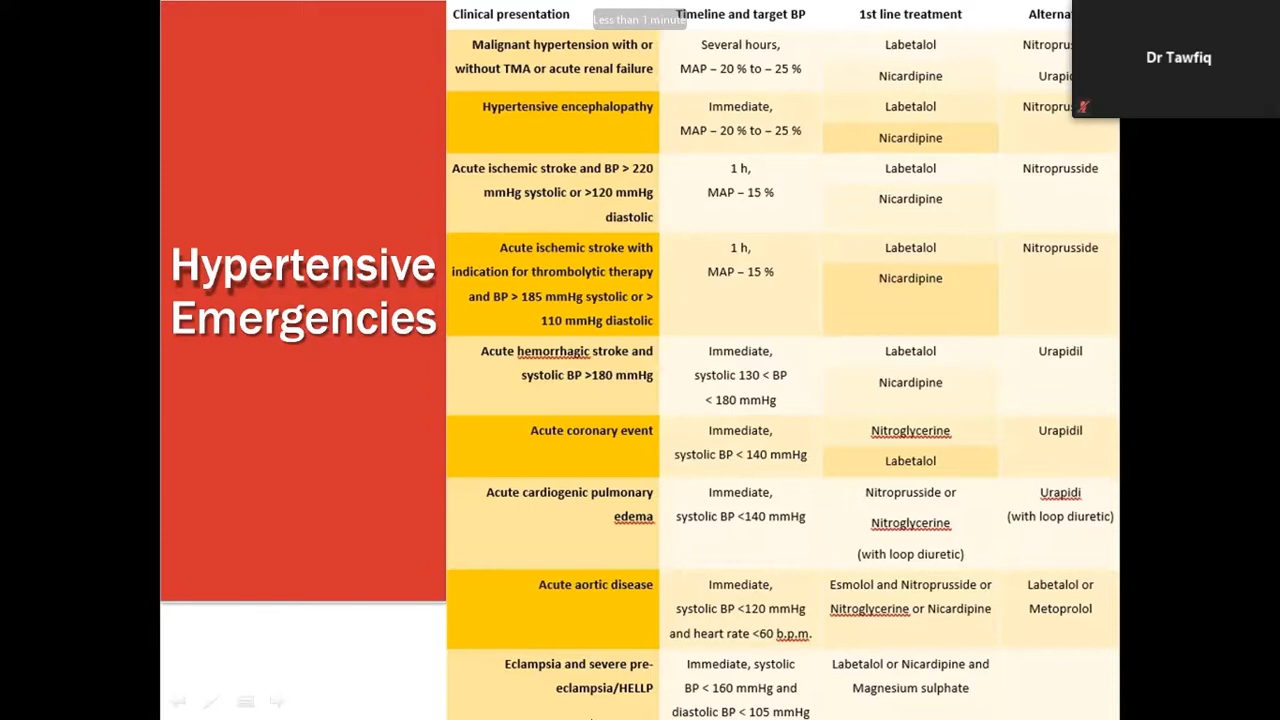 Hypertensive
Emergencies
Less than 1 minute
Dr Tawfiq
Clinical presentation
Timeline and target BP
1st line treatment
Malignant hypertension with or
without TMA or acute renal failure
Several hours,
MAP – 20 % to – 25 %
Labetalol
Nicardipine
Hypertensive encephalopathy
Immediate,
MAP – 20 % to – 25 %
Labetalol
Nicardipine
Acute ischemic stroke and BP > 220
mmHg systolic or >120 mmHg
diastolic
1 h,
MAP – 15 %
Labetalol
Nicardipine
Nitroprusside
Acute ischemic stroke with
indication for thrombolytic therapy
and BP > 185 mmHg systolic or >
110 mmHg diastolic
1 h,
MAP – 15 %
Labetalol
Nicardipine
Nitroprusside
Acute hemorrhagic stroke and
systolic BP >180 mmHg
Immediate,
systolic 130 < BP
< 180 mmHg
Labetalol
Nicardipine
Urapidil
Acute coronary event
Immediate,
systolic BP < 140 mmHg
Nitroglycerine
Labetalol
Urapidil
Acute cardiogenic pulmonary
edema
Immediate,
systolic BP <140 mmHg
Nitroprusside or
Nitroglycerine
(with loop diuretic)
Urapidi
(with loop diuretic)
Acute aortic disease
Immediate,
systolic BP <120 mmHg
and heart rate <60 b.p.m.
Esmolol and Nitroprusside or
Nitroglycerine or Nicardipine
Labetalol or
Metoprolol
Eclampsia and severe pre-
eclampsia/HELLP
Immediate, systolic
BP < 160 mmHg and
diastolic BP < 105 mmHg
Labetalol or Nicardipine and
Magnesium sulphate